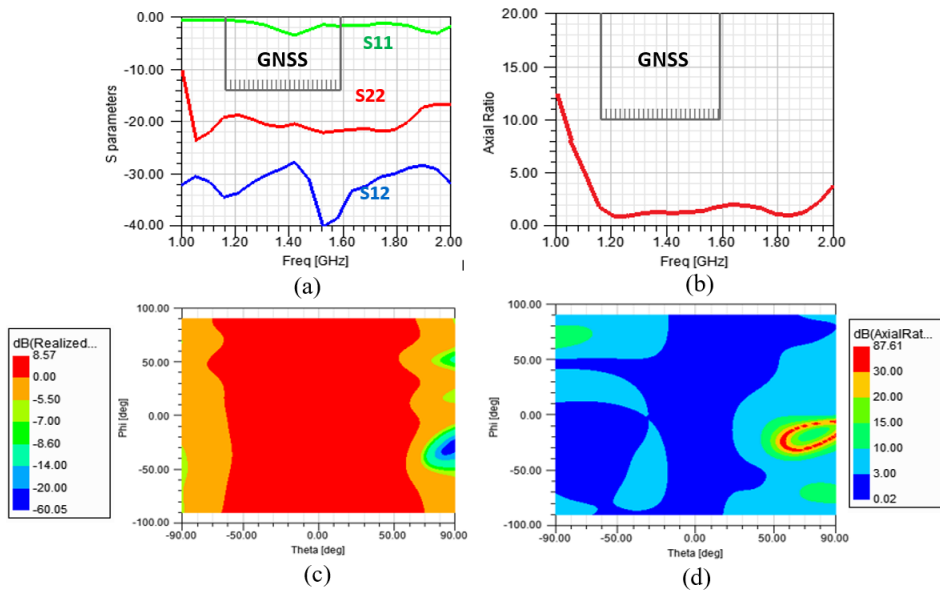 0.00
-10.00
-20.00
-30.00
-40.00
S parameters
GNSS
S11
S22
S12
1.00 1.20 1.40 1.60 1.80 2.00
Freq [GHz]
(a)
20.00
15.00
10.00
5.00
0.00
Axial Ratio
GNSS
1.00 1.20 1.40 1.60 1.80 2.00
Freq [GHz]
(b)
dB(Realized...
8.57
0.00
-5.50
-7.00
-8.60
-14.00
-20.00
-60.05
100.00
50.00
0.00
-50.00
-100.00
Phi [deg]
-90.00 -50.00 0.00 50.00 90.00
Theta [deg]
(c)
100.00
50.00
0.00
-50.00
-100.00
Phi [deg]
-90.00 -50.00 0.00 50.00 90.00
Theta [deg]
(d)
dB(AxialRat...
87.61
30.00
20.00
15.00
10.00
3.00
0.02